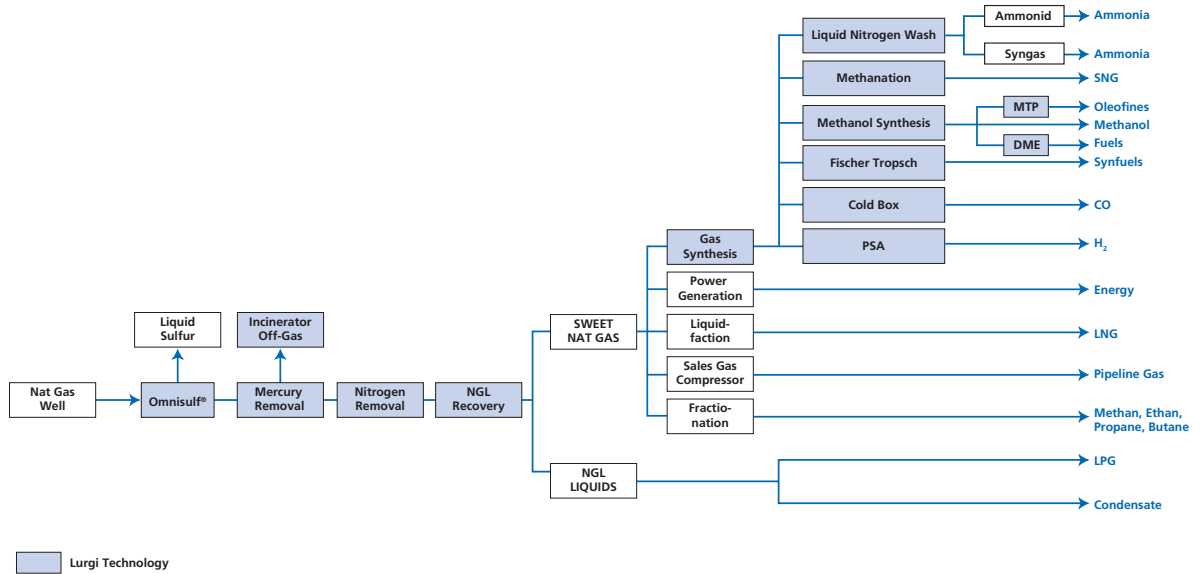 Ammonid
Ammonia
Liquid Nitrogen Wash
Syngas
Ammonia
Methanation
SNG
MTP
Oleofines
Methanol Synthesis
Methanol
DME
Fuels
Fischer Tropsch
Synfuels
Cold Box
CO
Gas
Synthesis
PSA
H₂
Power
Generation
Energy
Liquid
Sulfur
Incinerator
Off-Gas
SWEET
NAT GAS
Liquid-
faction
LNG
Sales Gas
Compressor
Pipeline Gas
Nat Gas
Well
Omnisulf®
Mercury
Removal
Nitrogen
Removal
NGL
Recovery
Fractio-
nation
Methan, Ethan,
Propane, Butane
NGL
LIQUIDS
LPG
Condensate
Lurgi Technology